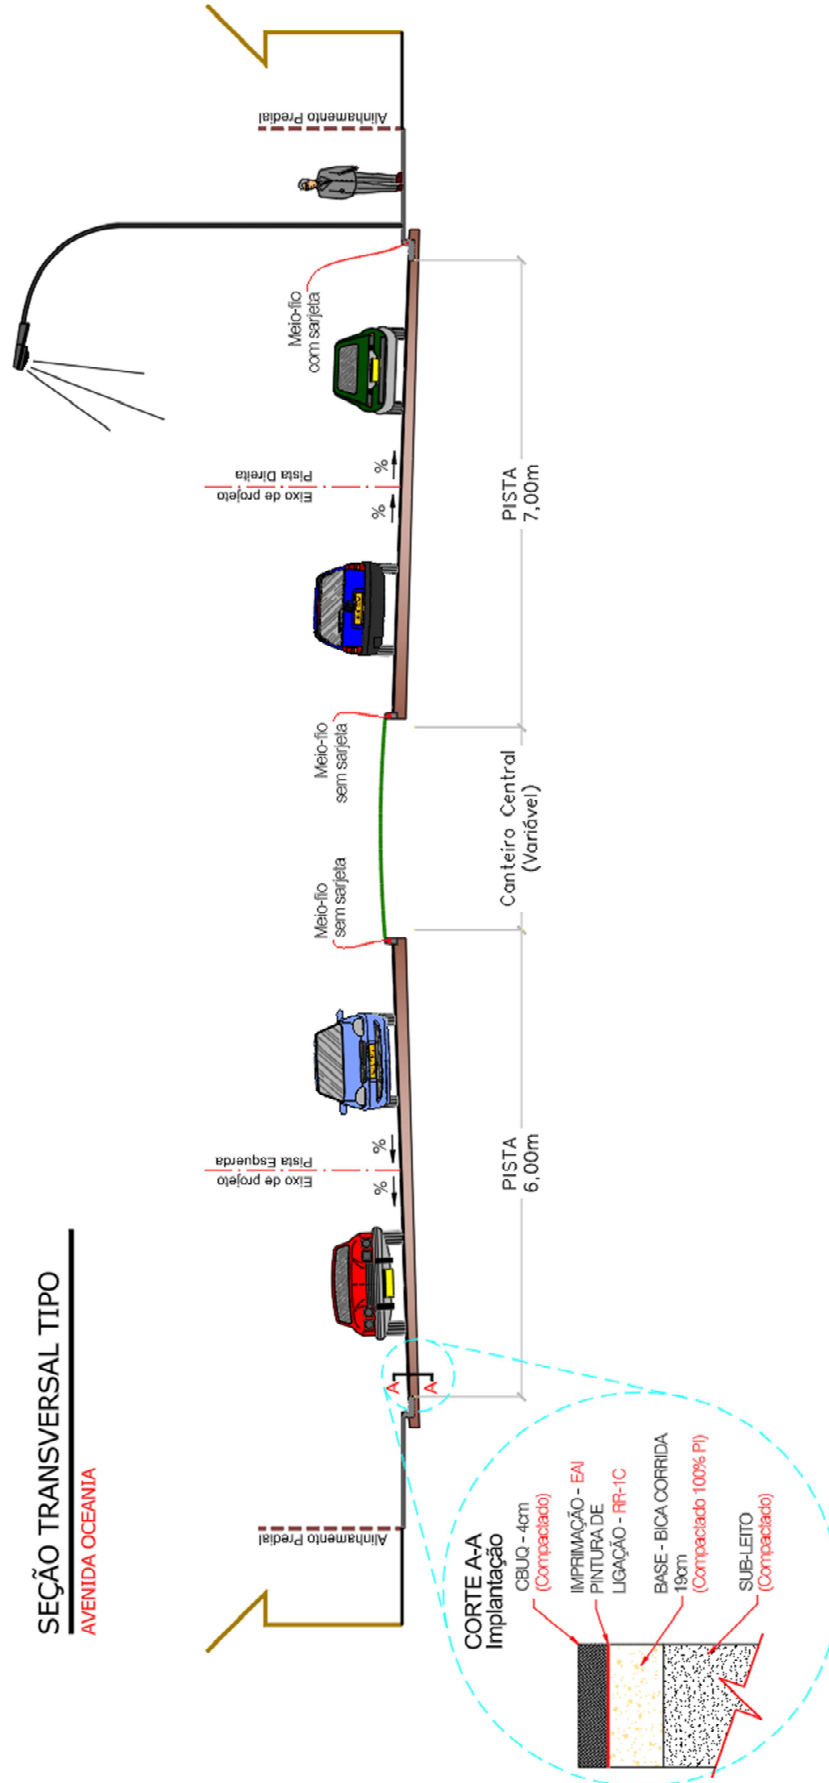 SEÇÃO TRANSVERSAL TIPO
AVENIDA OCEANIA
Alinhamento Predial
Eixo de projeto
Pista Esquerda
%
%
Meio-fio
sem sarjeta
Meio-fio
sem sarjeta
Eixo de projeto
Pista Direita
%
%
Meio-fio
com sarjeta
Alinhamento Predial
A
A
PISTA
6,00m
Canteiro Central
(Variável)
PISTA
7,00m
CORTE A-A
Implantação
CBUQ - 4cm
(Compactado)
IMPRIMAÇÃO - EAI
PINTURA DE
LIGAÇÃO - RR-1C
BASE - BICA CORRIDA
19cm
(Compactado 100% PI)
SUB-LEITO
(Compactado)